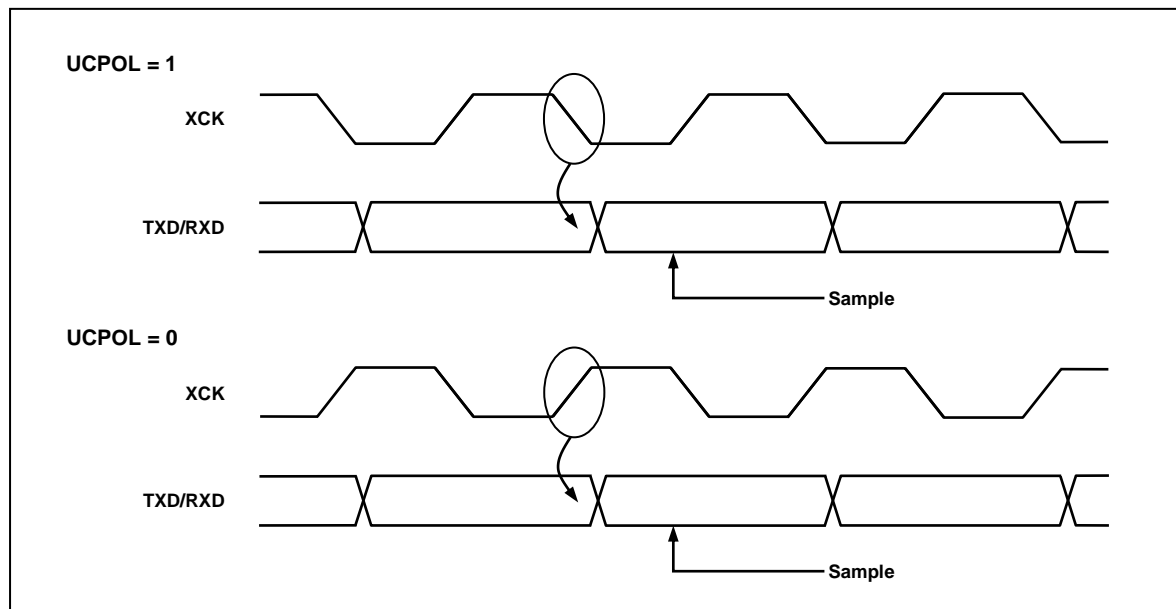 UCPOL = 1
XCK
TXD/RXD
Sample
UCPOL = 0
XCK
TXD/RXD
Sample